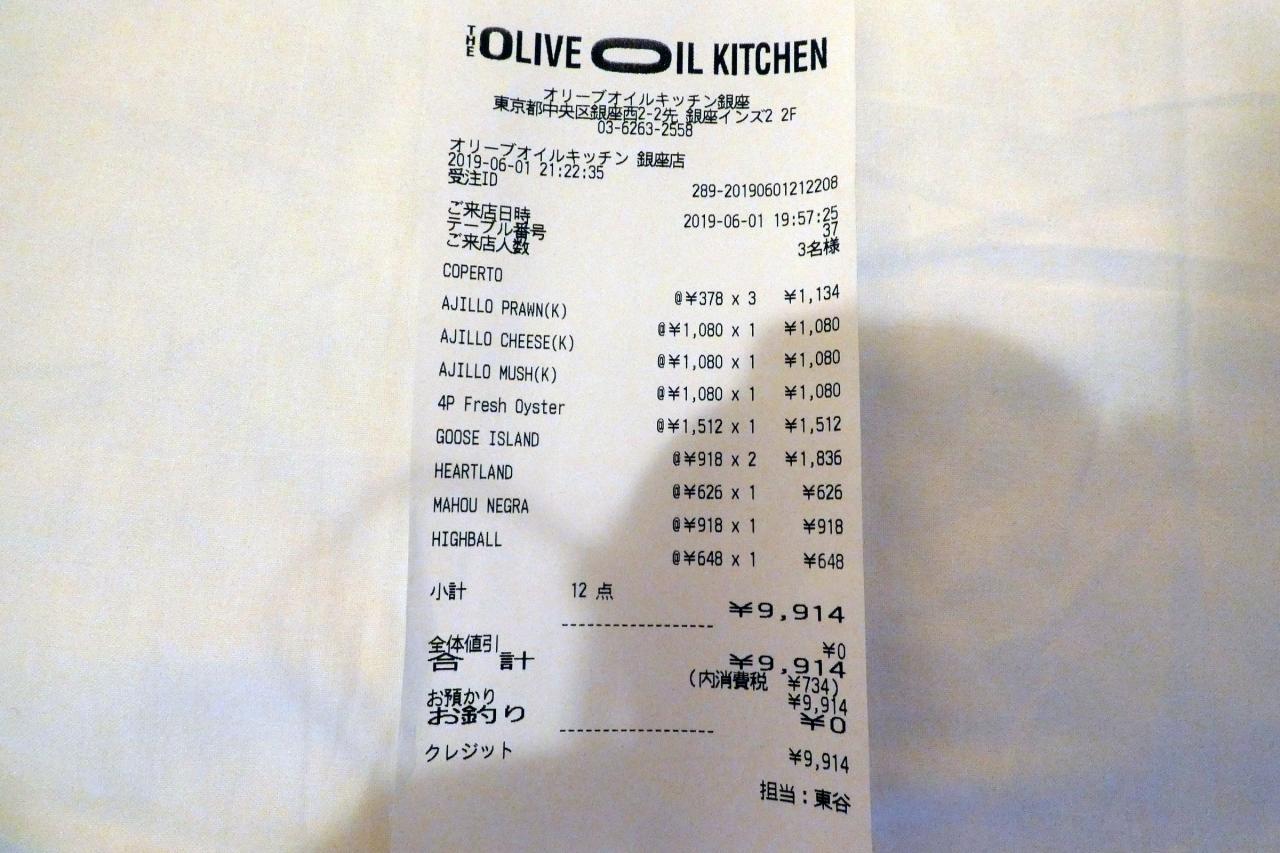 THE OLIVE OIL KITCHEN
オリーブオイルキッチン銀座
東京都中央区銀座西2-2先 銀座インズ2 2F
03-6263-2558
オリーブオイルキッチン 銀座店
2019-06-01 21:22:35
受注ID 289-20190601212208
ご来店日時 2019-06-01 19:57:25
テーブル番号 37
ご来店人数 3名様
COPERTO
@¥378 x 3 ¥1,134
AJILLO PRAWN(K)
@¥1,080 x 1 ¥1,080
AJILLO CHEESE(K)
@¥1,080 x 1 ¥1,080
AJILLO MUSH(K)
@¥1,080 x 1 ¥1,080
4P Fresh Oyster
@¥1,512 x 1 ¥1,512
GOOSE ISLAND
@¥918 x 2 ¥1,836
HEARTLAND
@¥626 x 1 ¥626
MAHOU NEGRA
@¥918 x 1 ¥918
HIGHBALL
@¥648 x 1 ¥648
小計 12 点
¥9,914
全体値引 ¥0
合 計 ¥9,914
(内消費税 ¥734)
お預かり ¥9,914
お釣り ¥0
クレジット ¥9,914
担当：東谷